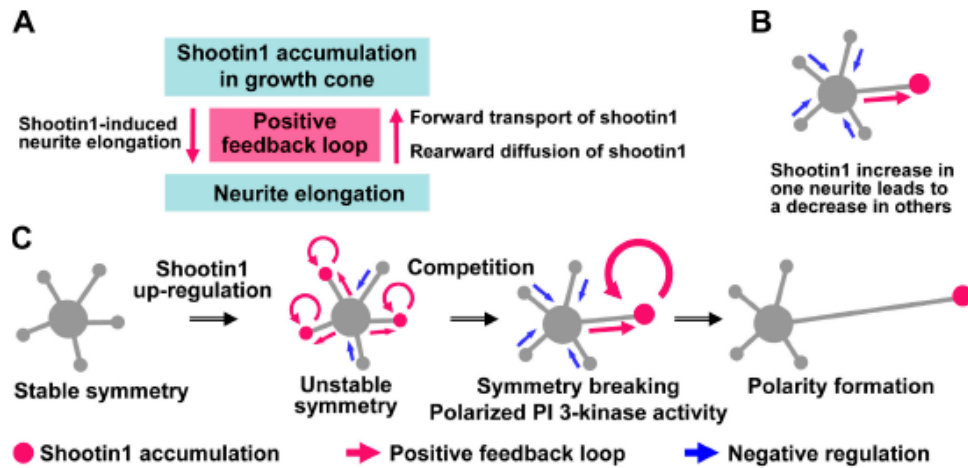 A
Shootin1 accumulation
in growth cone
Shootin1-induced
neurite elongation
Positive
feedback loop
Forward transport of shootin1
Rearward diffusion of shootin1
Neurite elongation
B
Shootin1 increase in
one neurite leads to
a decrease in others
C
Shootin1
up-regulation
Competition
Stable symmetry
Unstable
symmetry
Symmetry breaking
Polarized PI 3-kinase activity
Polarity formation
Shootin1 accumulation
Positive feedback loop
Negative regulation